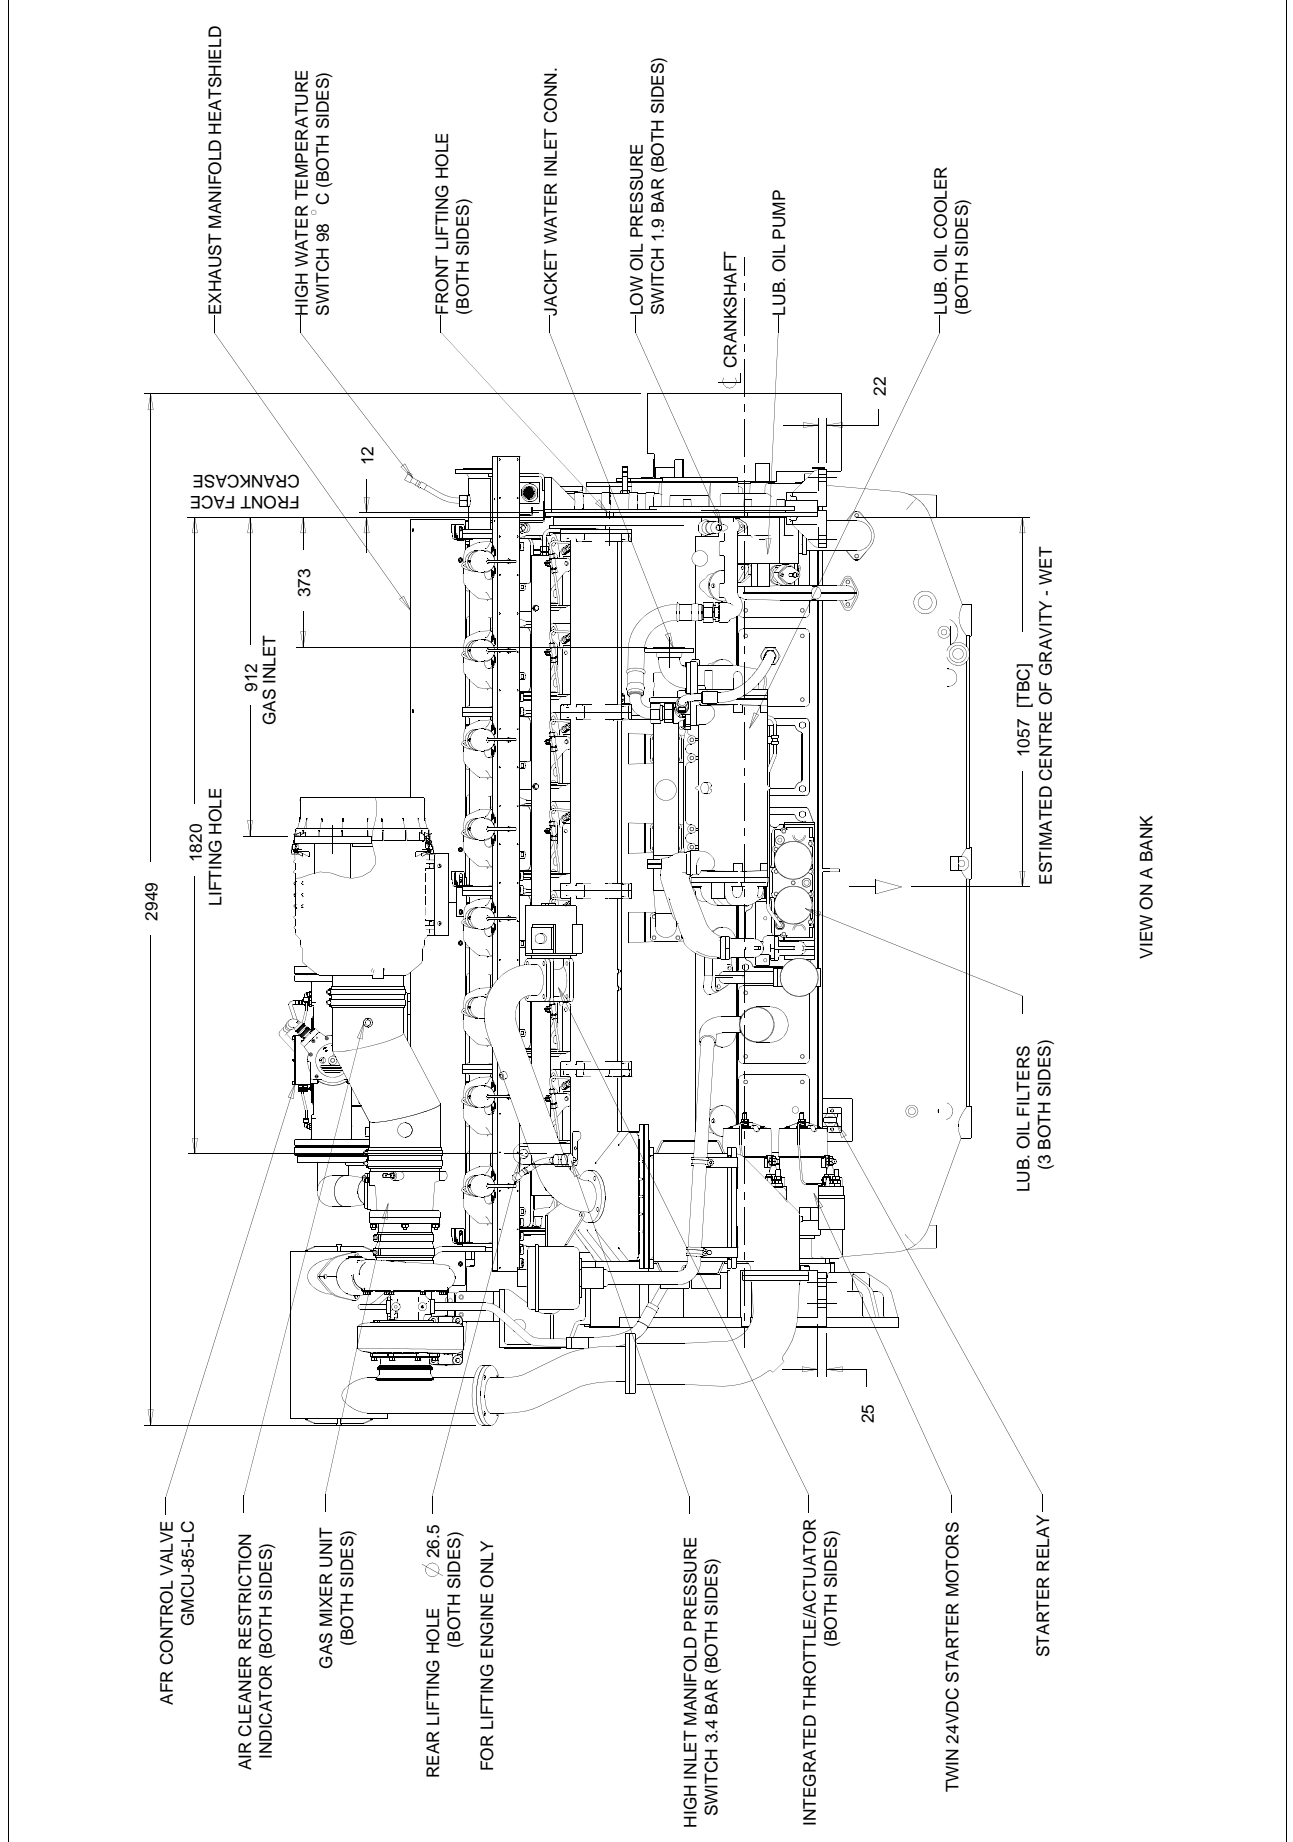 EXHAUST MANIFOLD HEATSHIELD
HIGH WATER TEMPERATURE
SWITCH 98 ° C (BOTH SIDES)
FRONT LIFTING HOLE
(BOTH SIDES)
JACKET WATER INLET CONN.
LOW OIL PRESSURE
SWITCH 1.9 BAR (BOTH SIDES)
CRANKSHAFT
LUB. OIL PUMP
LUB. OIL COOLER
(BOTH SIDES)
2949
FRONT FACE
CRANKCASE
12
22
1820
LIFTING HOLE
912
GAS INLET
373
1057 [TBC]
ESTIMATED CENTRE OF GRAVITY - WET
VIEW ON A BANK
25
LUB. OIL FILTERS
(3 BOTH SIDES)
AFR CONTROL VALVE
GMCU-85-LC
AIR CLEANER RESTRICTION
INDICATOR (BOTH SIDES)
GAS MIXER UNIT
(BOTH SIDES)
REAR LIFTING HOLE ∅ 26.5
(BOTH SIDES)
FOR LIFTING ENGINE ONLY
HIGH INLET MANIFOLD PRESSURE
SWITCH 3.4 BAR (BOTH SIDES)
INTEGRATED THROTTLE/ACTUATOR
(BOTH SIDES)
TWIN 24VDC STARTER MOTORS
STARTER RELAY